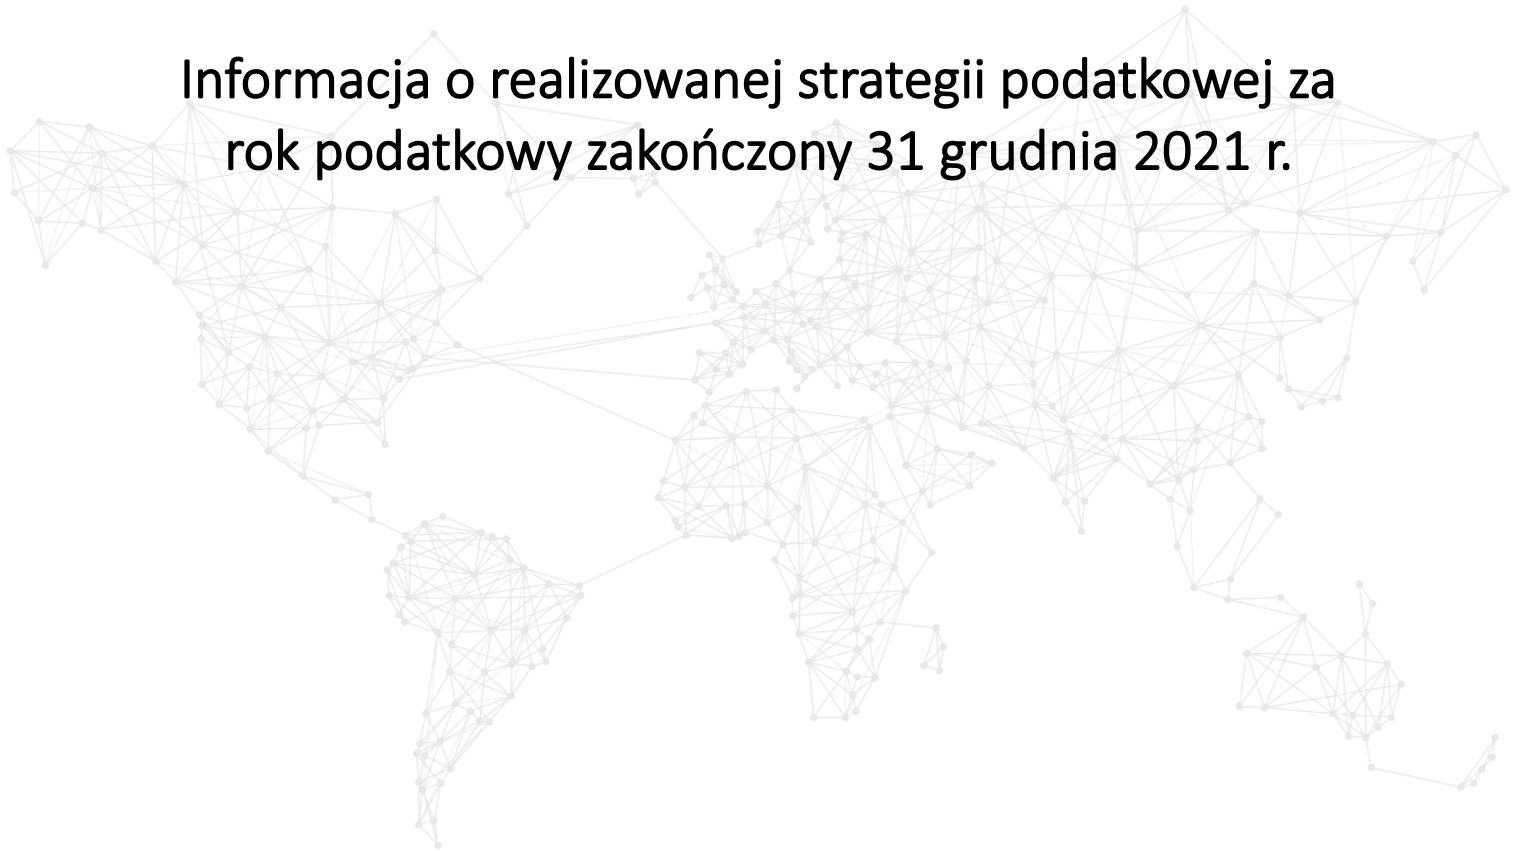 Informacja o realizowanej strategii podatkowej za
rok podatkowy zakończony 31 grudnia 2021 r.